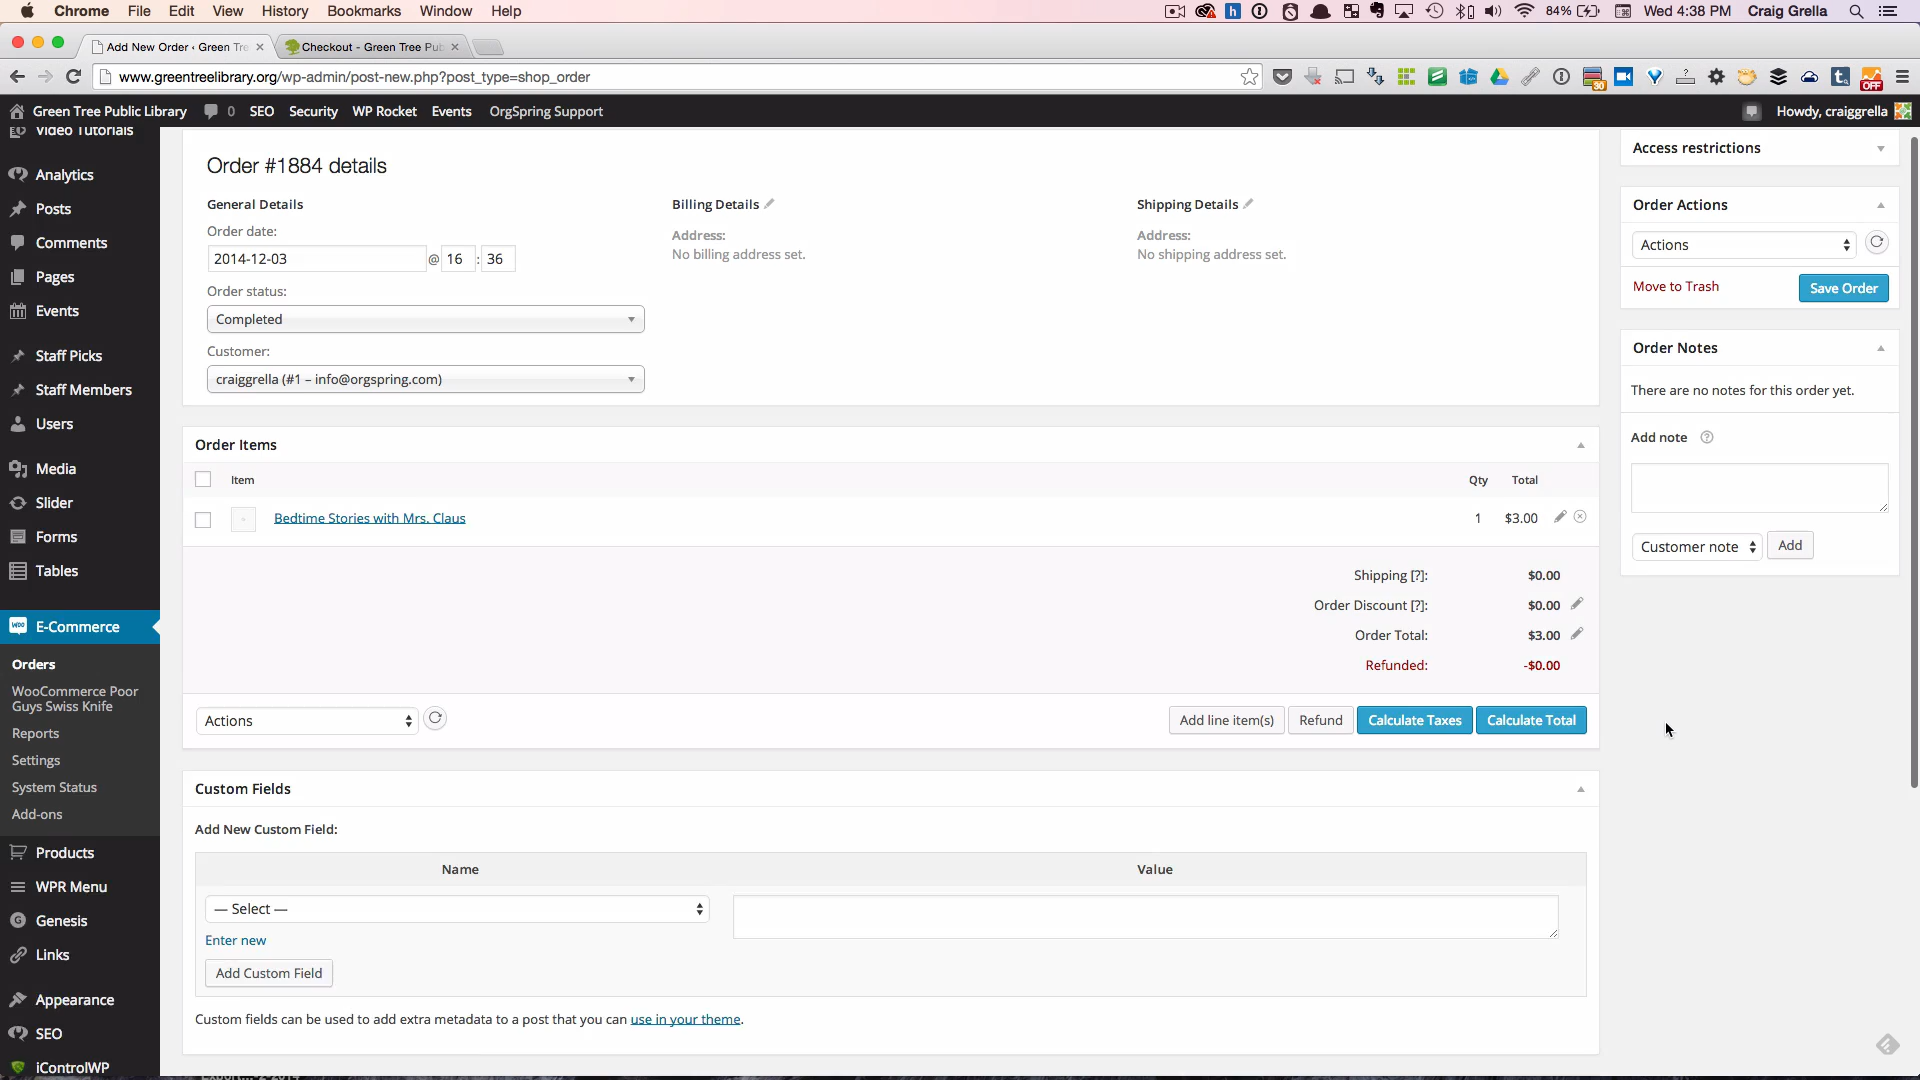 Chrome File Edit View History Bookmarks Window Help
84% Wed 4:38 PM Craig Grella
Add New Order ‹ Green Tre
Checkout - Green Tree Pub
www.greentreelibrary.org/wp-admin/post-new.php?post_type=shop_order
Green Tree Public Library 0 SEO Security WP Rocket Events OrgSpring Support
Howdy, craiggrella
Video Tutorials
Analytics
Posts
Comments
Pages
Events
Staff Picks
Staff Members
Users
Media
Slider
Forms
Tables
E-Commerce
Orders
WooCommerce Poor
Guys Swiss Knife
Reports
Settings
System Status
Add-ons
Products
WPR Menu
Genesis
Links
Appearance
SEO
iControlWP
Order #1884 details
General Details
Order date:
2014-12-03 @ 16 : 36
Order status:
Completed
Customer:
craiggrella (#1 – info@orgspring.com)
Billing Details
Address:
No billing address set.
Shipping Details
Address:
No shipping address set.
Order Items
Item Qty Total
Bedtime Stories with Mrs. Claus 1 $3.00
Shipping [?]: $0.00
Order Discount [?]: $0.00
Order Total: $3.00
Refunded: -$0.00
Actions
Add line item(s) Refund Calculate Taxes Calculate Total
Custom Fields
Add New Custom Field:
Name Value
— Select —
Enter new
Add Custom Field
Custom fields can be used to add extra metadata to a post that you can use in your theme.
Access restrictions
Order Actions
Actions
Move to Trash Save Order
Order Notes
There are no notes for this order yet.
Add note
Customer note Add